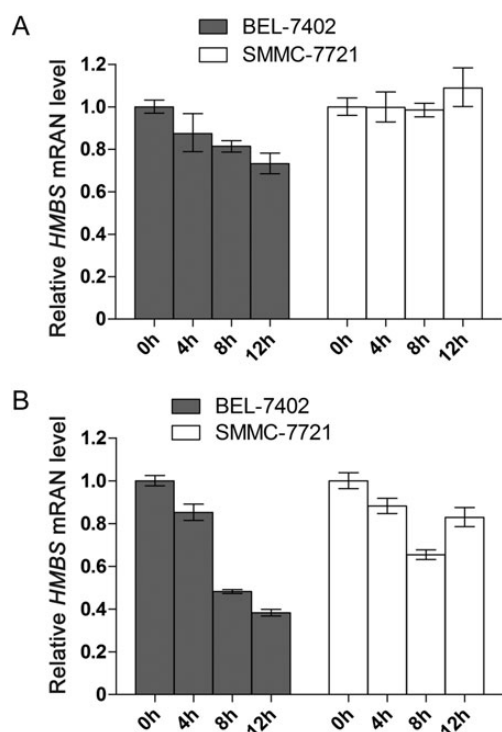 A
BEL-7402
SMMC-7721
Relative HMBS mRAN level
1.2
1.0
0.8
0.6
0.4
0.2
0
0h 4h 8h 12h 0h 4h 8h 12h
B
BEL-7402
SMMC-7721
Relative HMBS mRAN level
1.2
1.0
0.8
0.6
0.4
0.2
0
0h 4h 8h 12h 0h 4h 8h 12h